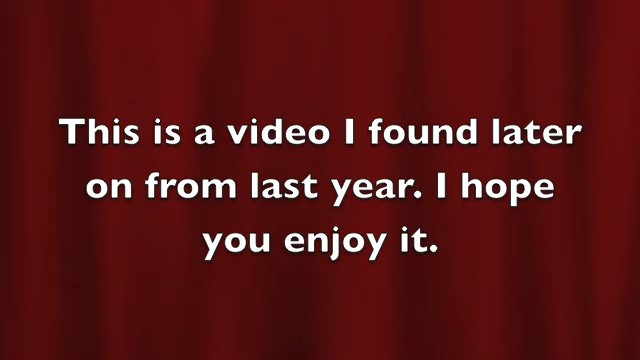 This is a video I found later
on from last year. I hope
you enjoy it.